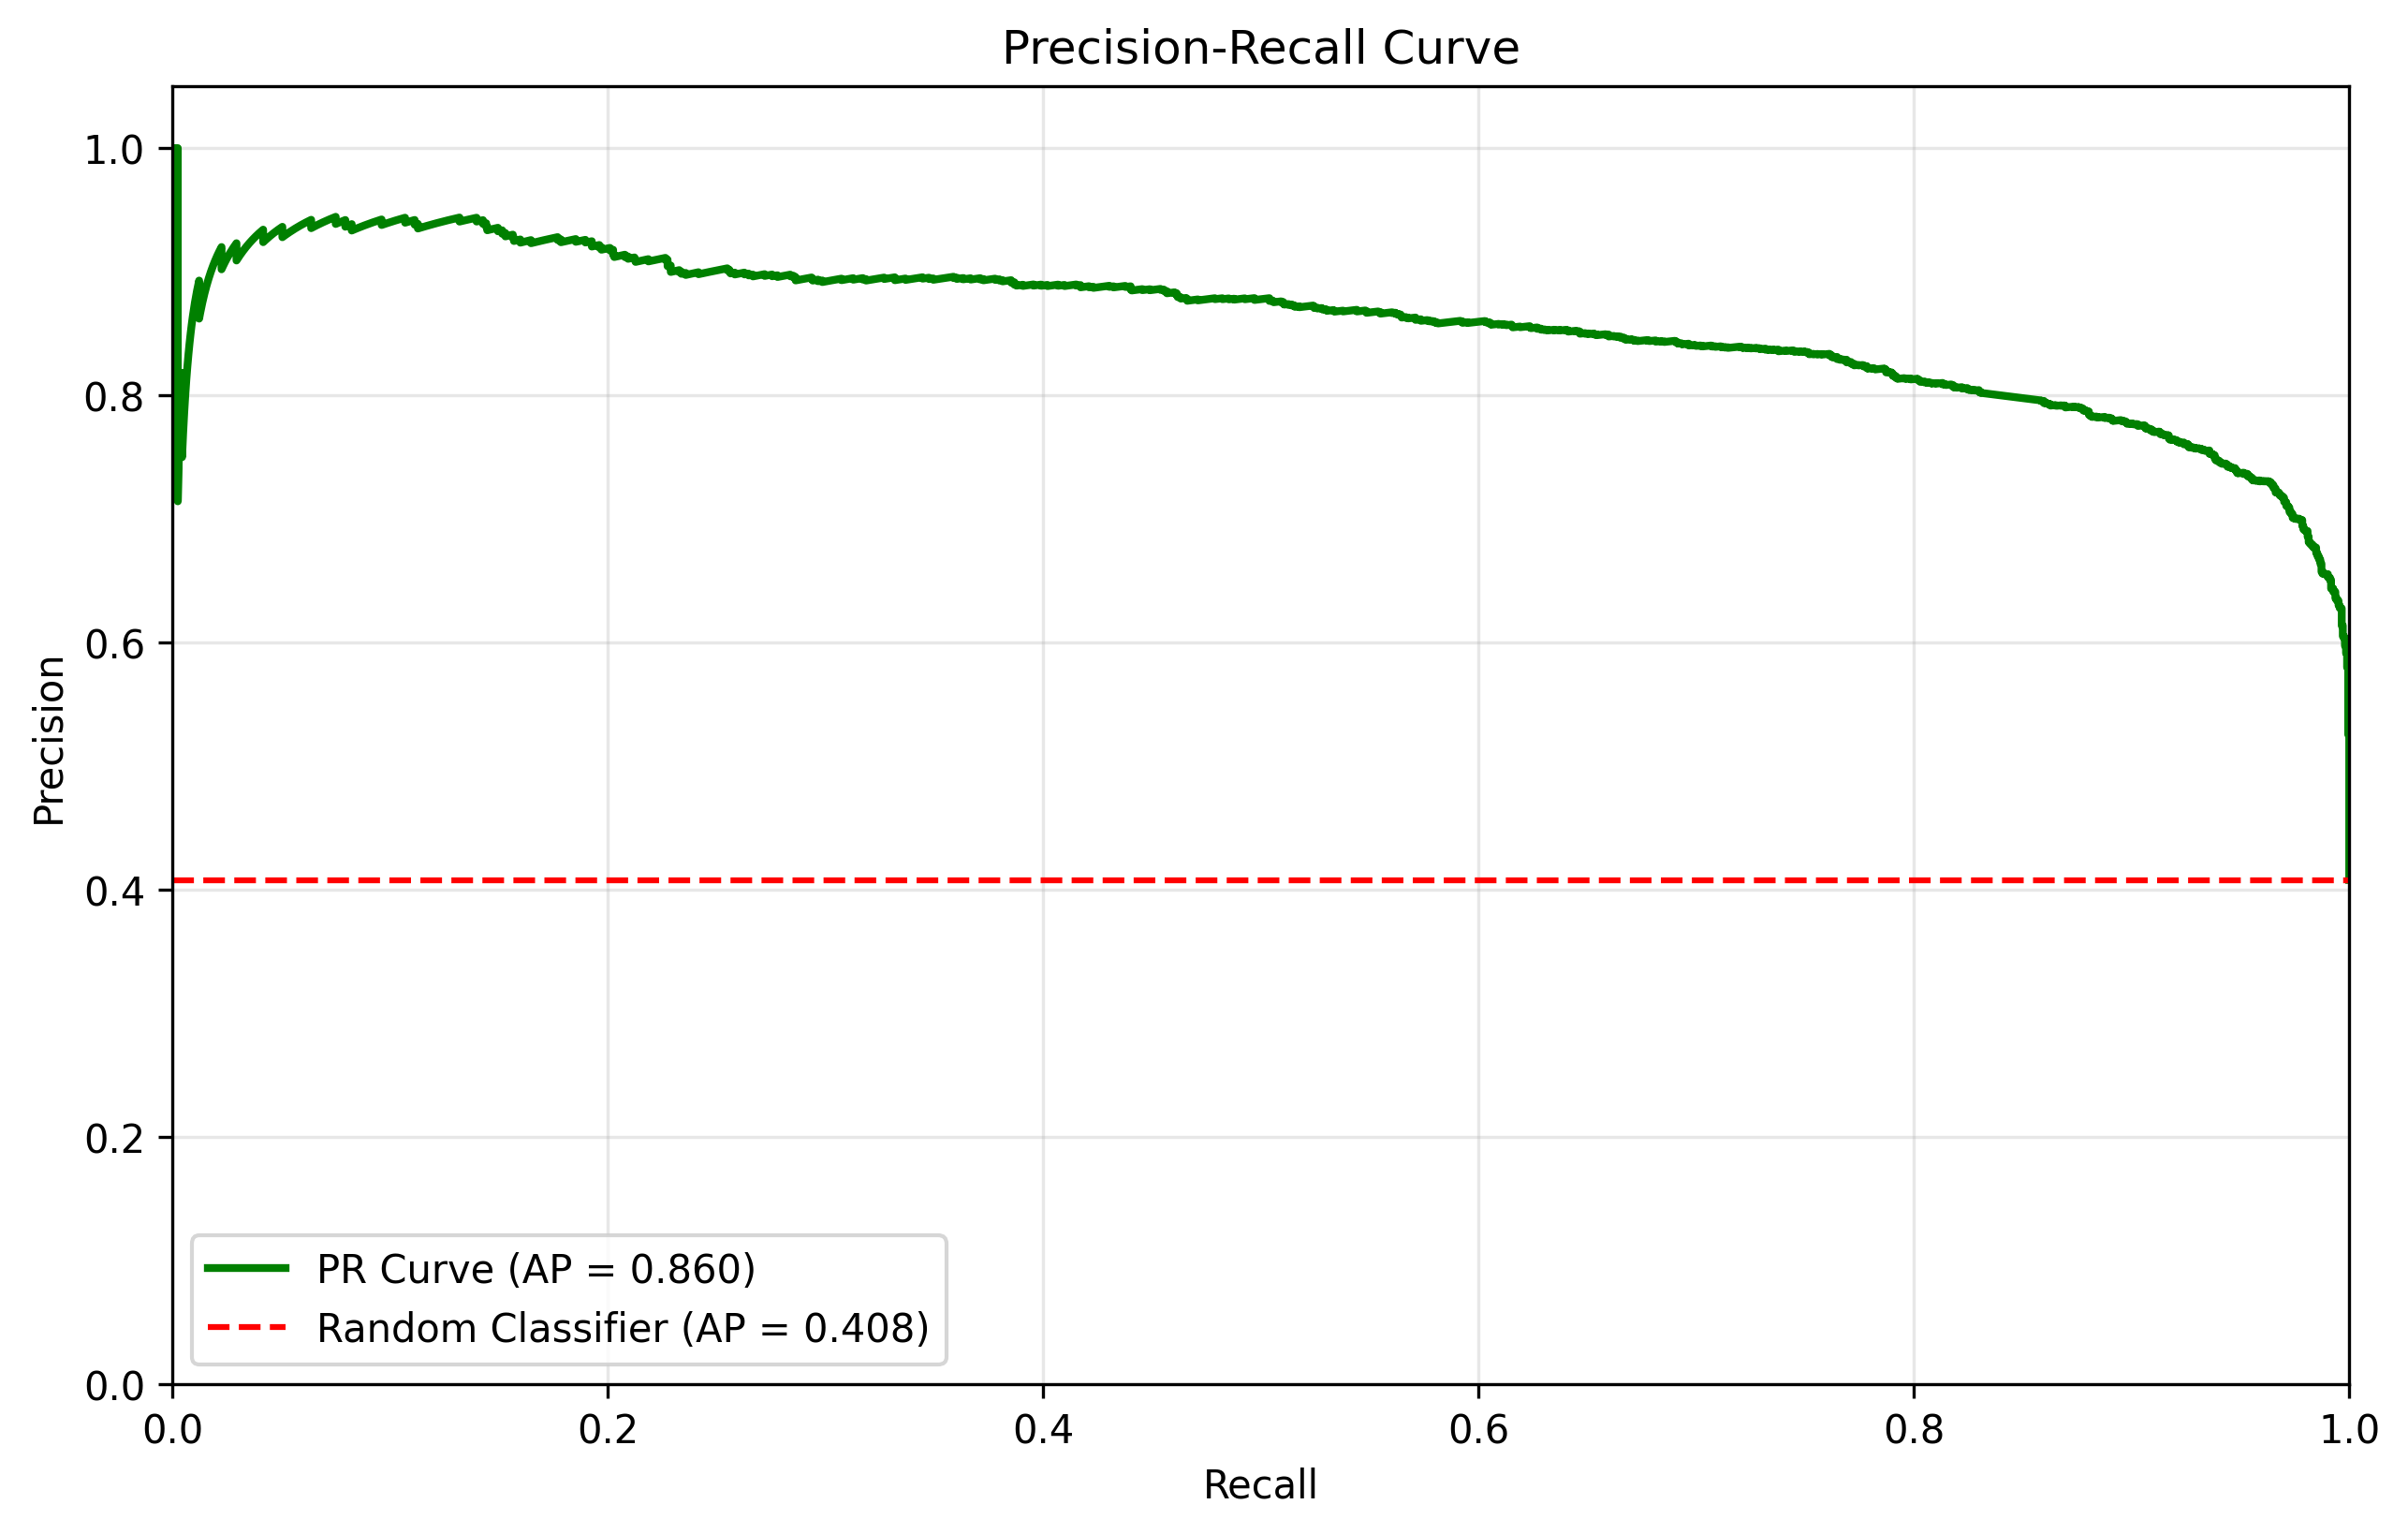 Precision-Recall Curve
1.0
0.8
0.6
0.4
0.2
0.0
Precision
PR Curve (AP = 0.860)
Random Classifier (AP = 0.408)
0.0 0.2 0.4 0.6 0.8 1.0
Recall